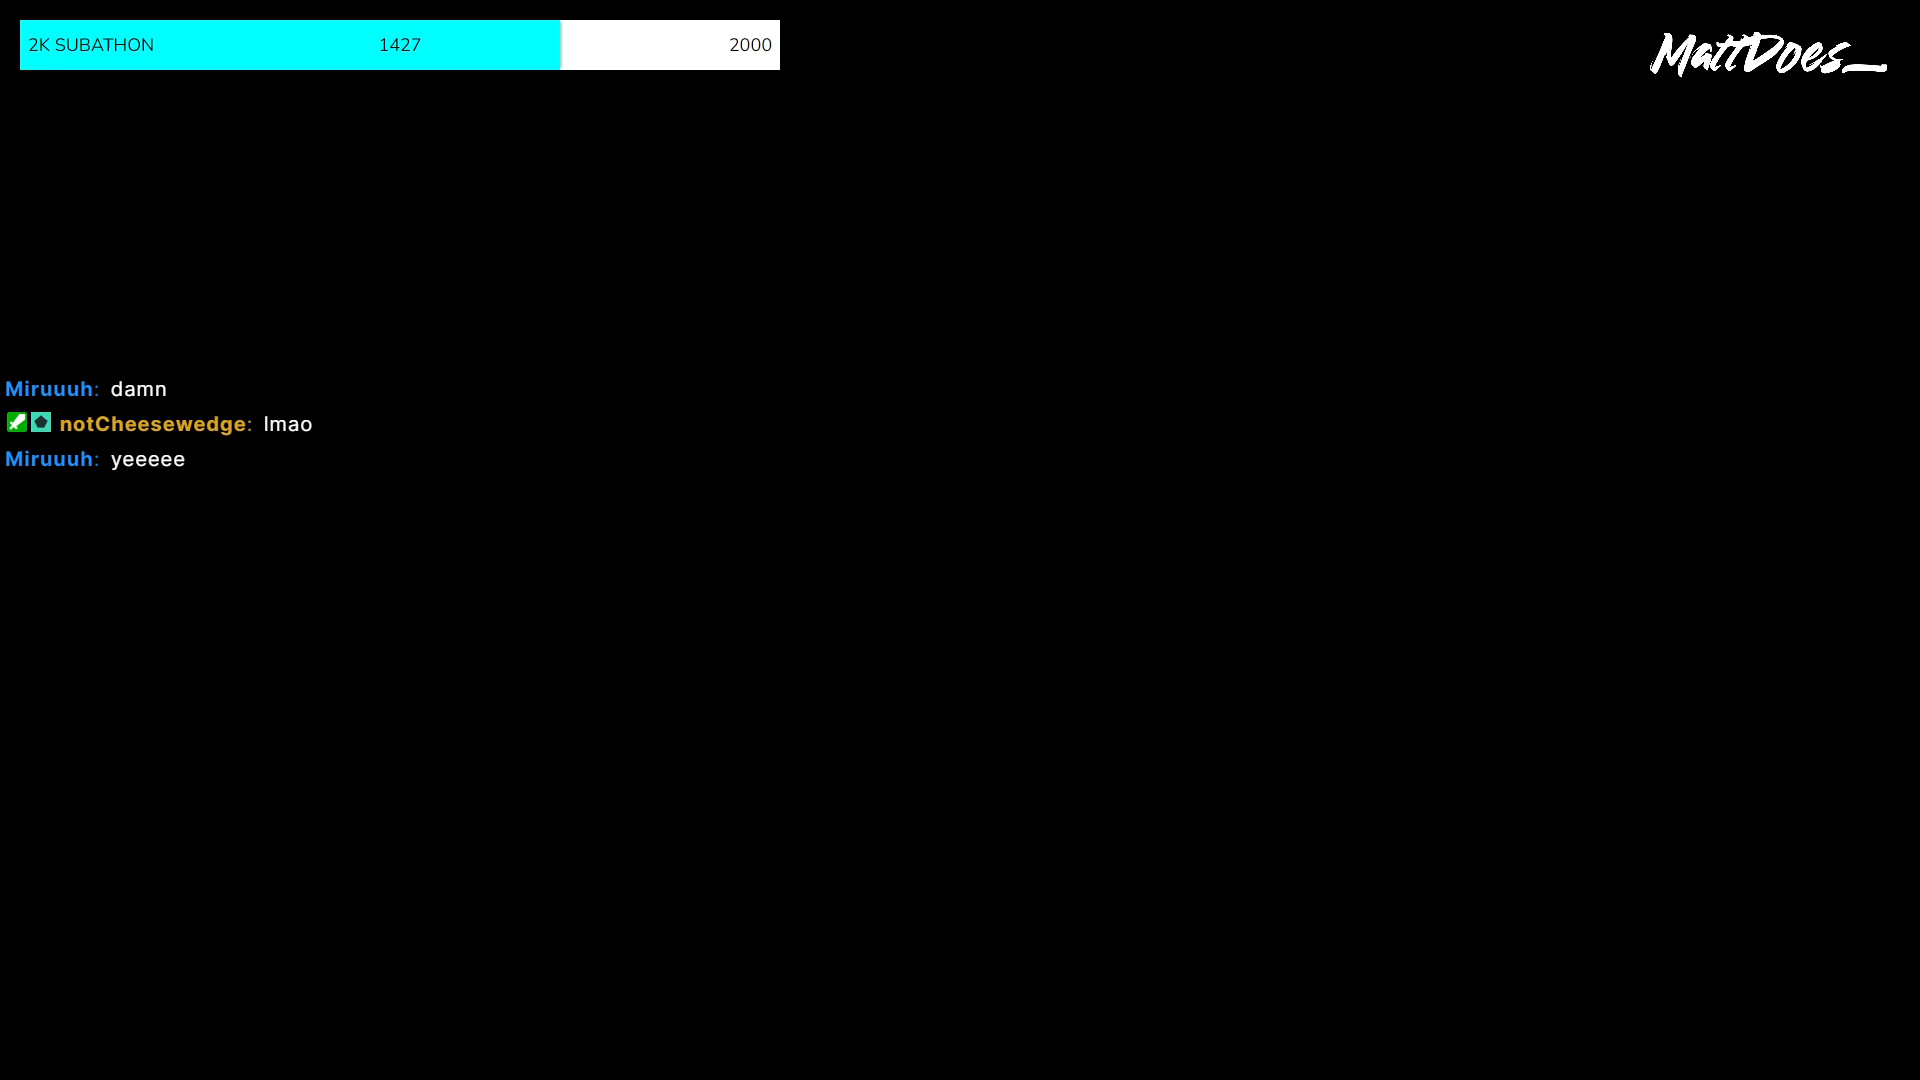 2K SUBATHON 1427 2000
MattDoes_
Miruuuh: damn
notCheesewedge: lmao
Miruuuh: yeeeee